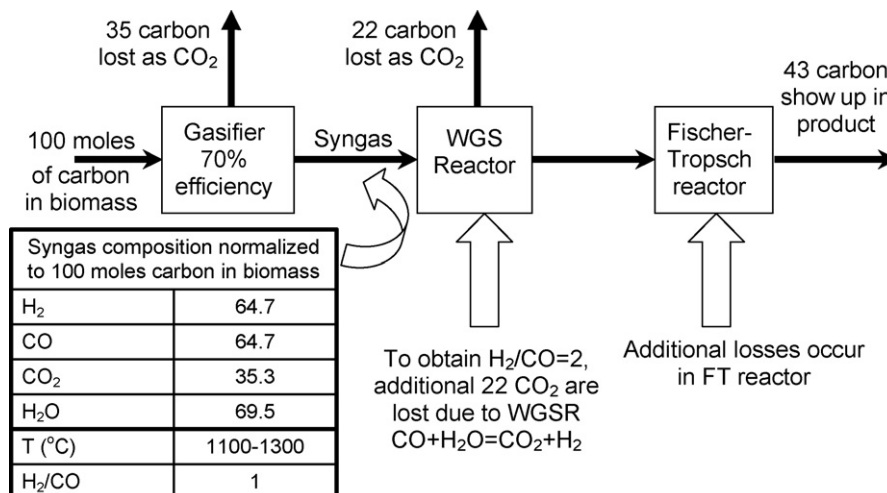 35 carbon
lost as CO₂
22 carbon
lost as CO₂
43 carbon
show up in
product
100 moles
of carbon
in biomass
Gasifier
70%
efficiency
Syngas
WGS
Reactor
Fischer-
Tropsch
reactor
Syngas composition normalized
to 100 moles carbon in biomass
H₂ 64.7
CO 64.7
CO₂ 35.3
H₂O 69.5
T (°C) 1100-1300
H₂/CO 1
To obtain H₂/CO=2,
additional 22 CO₂ are
lost due to WGSR
CO+H₂O=CO₂+H₂
Additional losses occur
in FT reactor